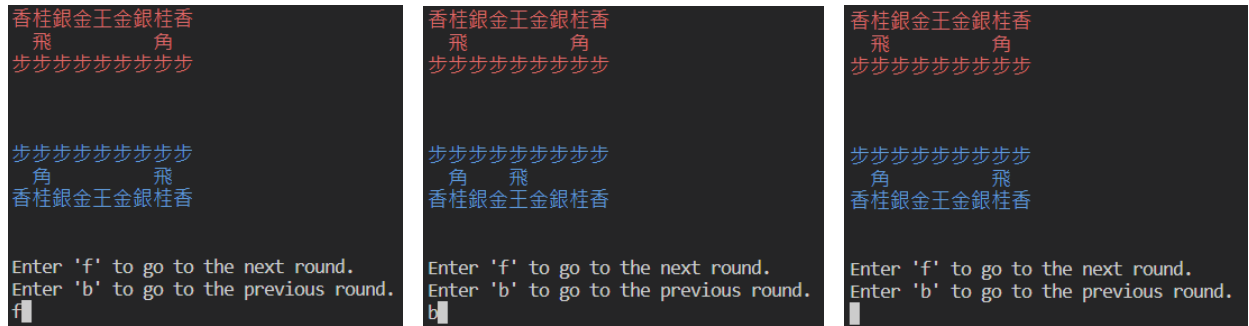 香桂銀金王金銀桂香
飛 角
步步步步步步步步步
步步步步步步步步步
角 飛
香桂銀金王金銀桂香
Enter 'f' to go to the next round.
Enter 'b' to go to the previous round.
f
香桂銀金王金銀桂香
飛 角
步步步步步步步步步
步步步步步步步步步
角 飛
香桂銀金王金銀桂香
Enter 'f' to go to the next round.
Enter 'b' to go to the previous round.
b
香桂銀金王金銀桂香
飛 角
步步步步步步步步步
步步步步步步步步步
角 飛
香桂銀金王金銀桂香
Enter 'f' to go to the next round.
Enter 'b' to go to the previous round.